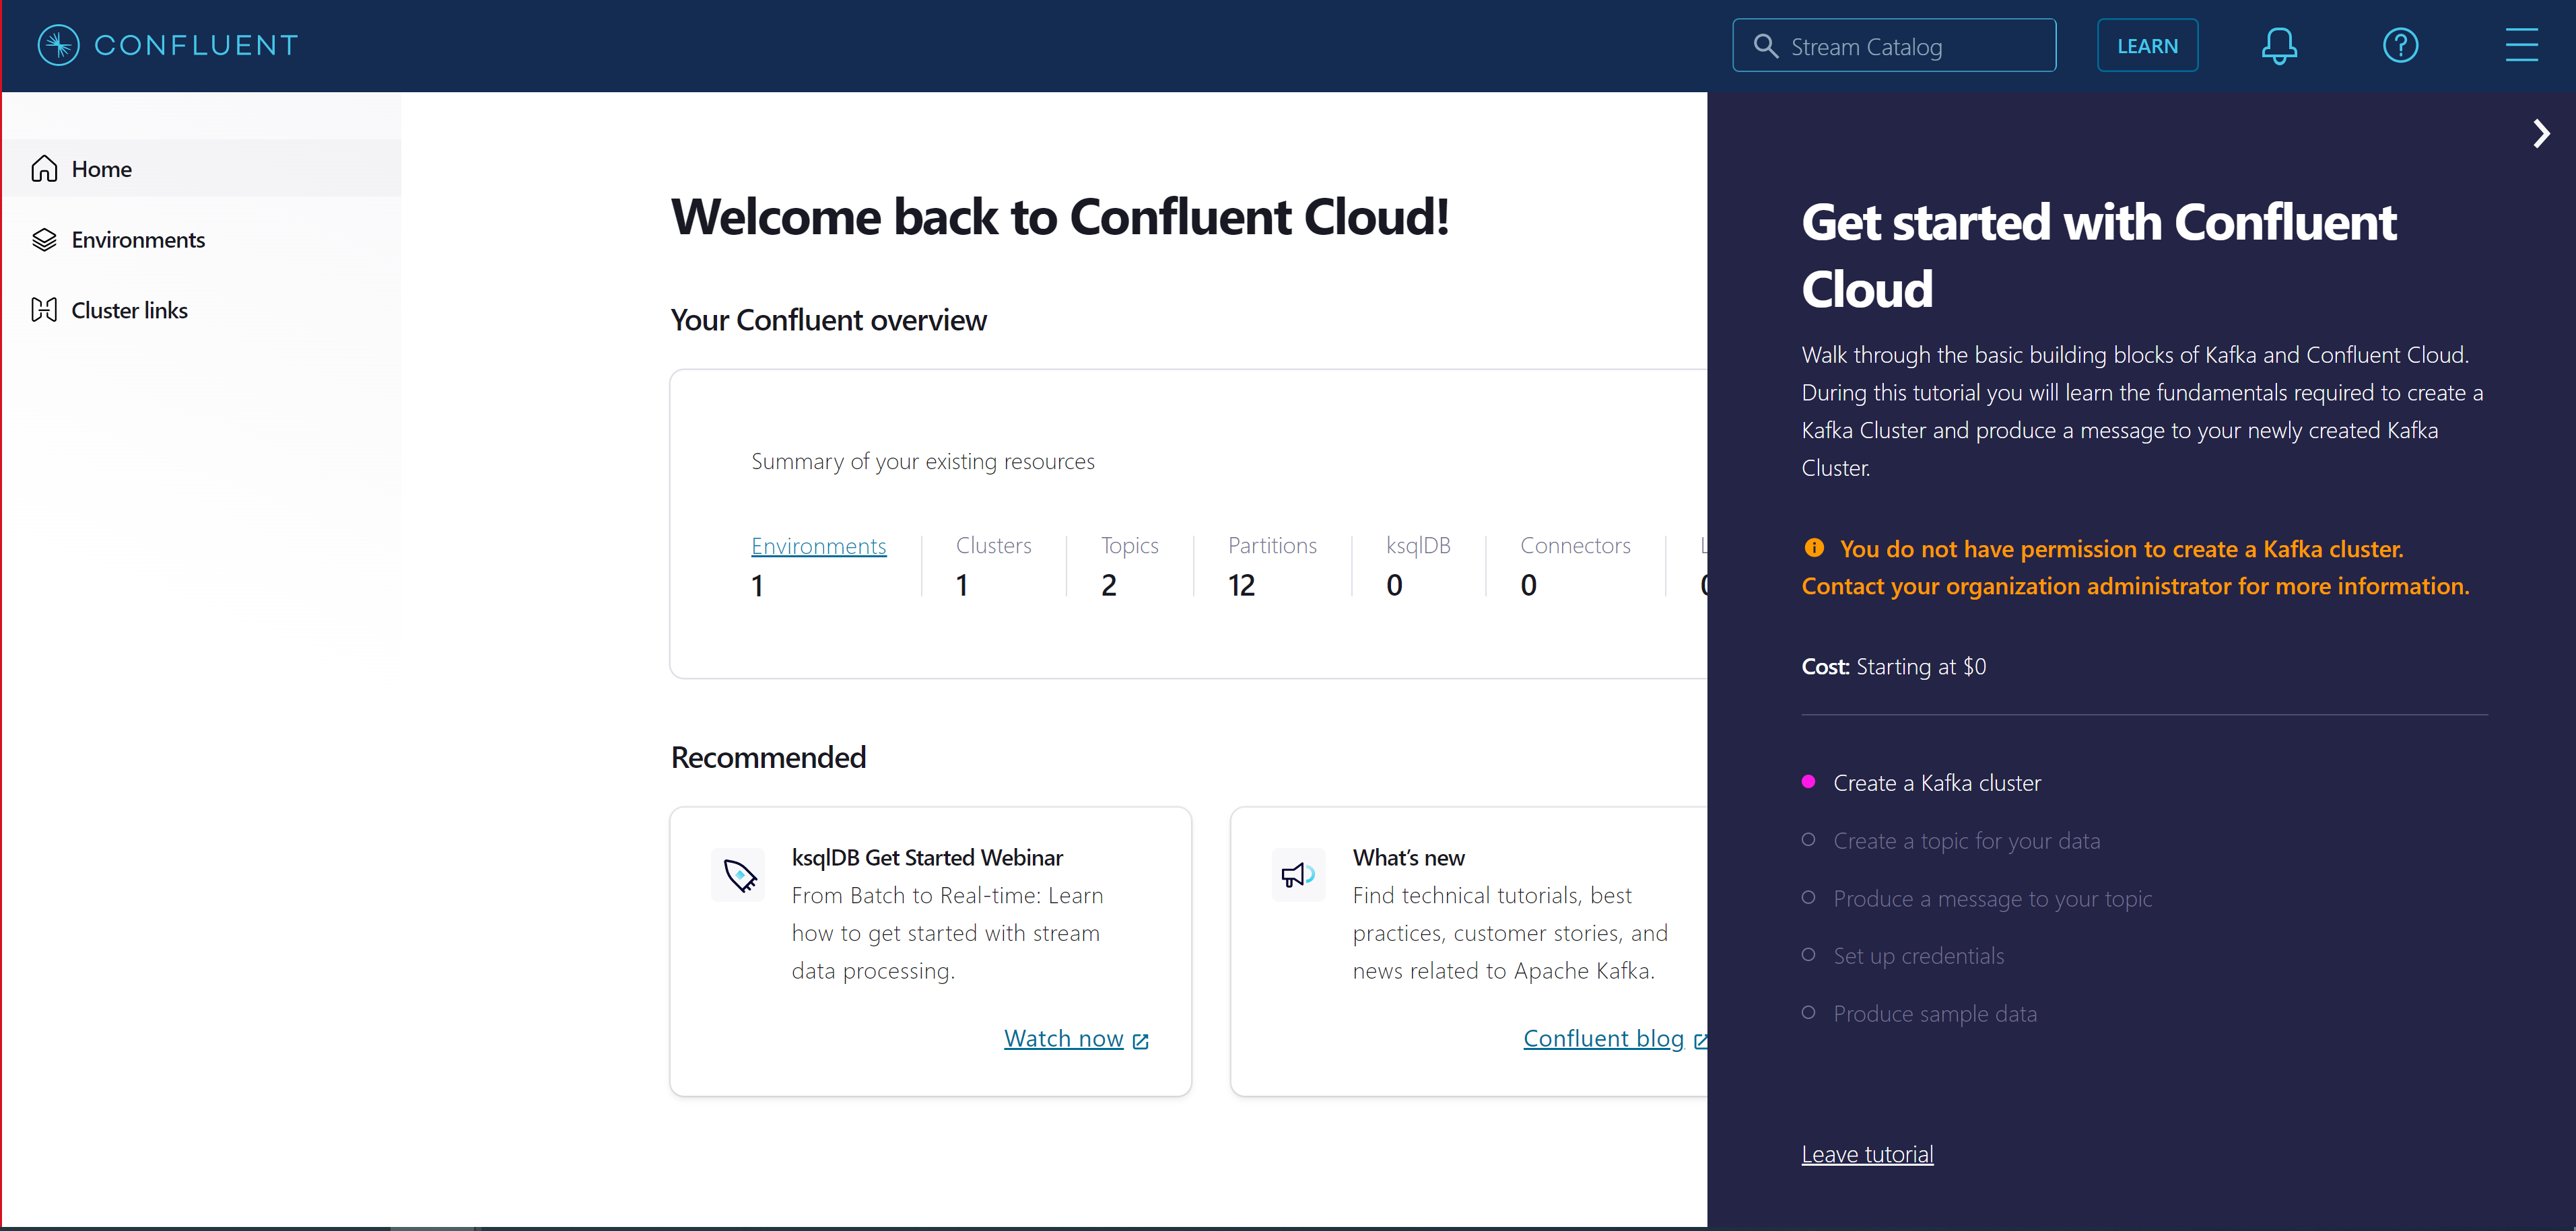 CONFLUENT
Stream Catalog
LEARN
Home
Environments
Cluster links
Welcome back to Confluent Cloud!
Your Confluent overview
Summary of your existing resources
Environments Clusters Topics Partitions ksqlDB Connectors
1 1 2 12 0 0
Recommended
ksqlDB Get Started Webinar
From Batch to Real-time: Learn
how to get started with stream
data processing.
Watch now
What's new
Find technical tutorials, best
practices, customer stories, and
news related to Apache Kafka.
Confluent blog
Get started with Confluent
Cloud
Walk through the basic building blocks of Kafka and Confluent Cloud.
During this tutorial you will learn the fundamentals required to create a
Kafka Cluster and produce a message to your newly created Kafka
Cluster.
You do not have permission to create a Kafka cluster.
Contact your organization administrator for more information.
Cost: Starting at $0
Create a Kafka cluster
Create a topic for your data
Produce a message to your topic
Set up credentials
Produce sample data
Leave tutorial